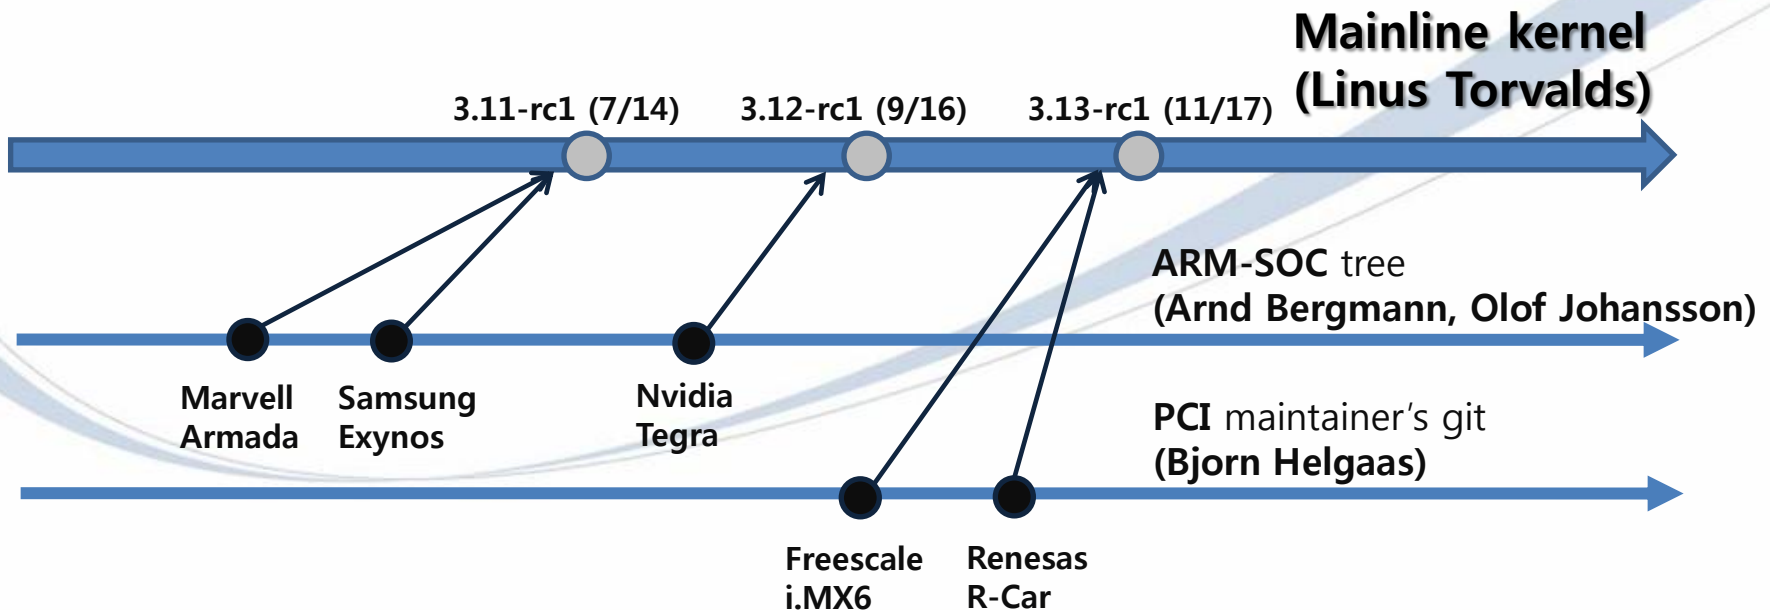 Mainline kernel
(Linus Torvalds)
3.11-rc1 (7/14)
3.12-rc1 (9/16)
3.13-rc1 (11/17)
ARM-SOC tree
(Arnd Bergmann, Olof Johansson)
Marvell
Armada
Samsung
Exynos
Nvidia
Tegra
PCI maintainer’s git
(Bjorn Helgaas)
Freescale
i.MX6
Renesas
R-Car